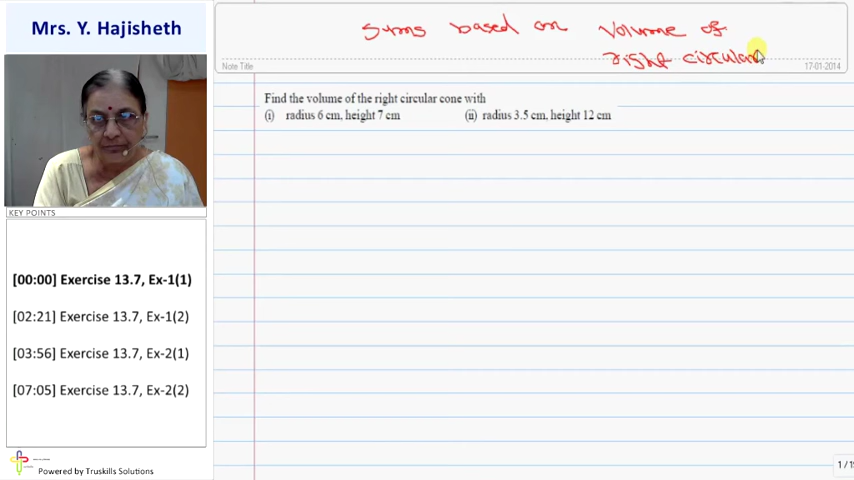 Mrs. Y. Hajisheth
Sums based on Volume of
right circular
Note Title
17-01-2014
Find the volume of the right circular cone with
(i) radius 6 cm, height 7 cm (ii) radius 3.5 cm, height 12 cm
KEY POINTS
[00:00] Exercise 13.7, Ex-1(1)
[02:21] Exercise 13.7, Ex-1(2)
[03:56] Exercise 13.7, Ex-2(1)
[07:05] Exercise 13.7, Ex-2(2)
Powered by Truskills Solutions